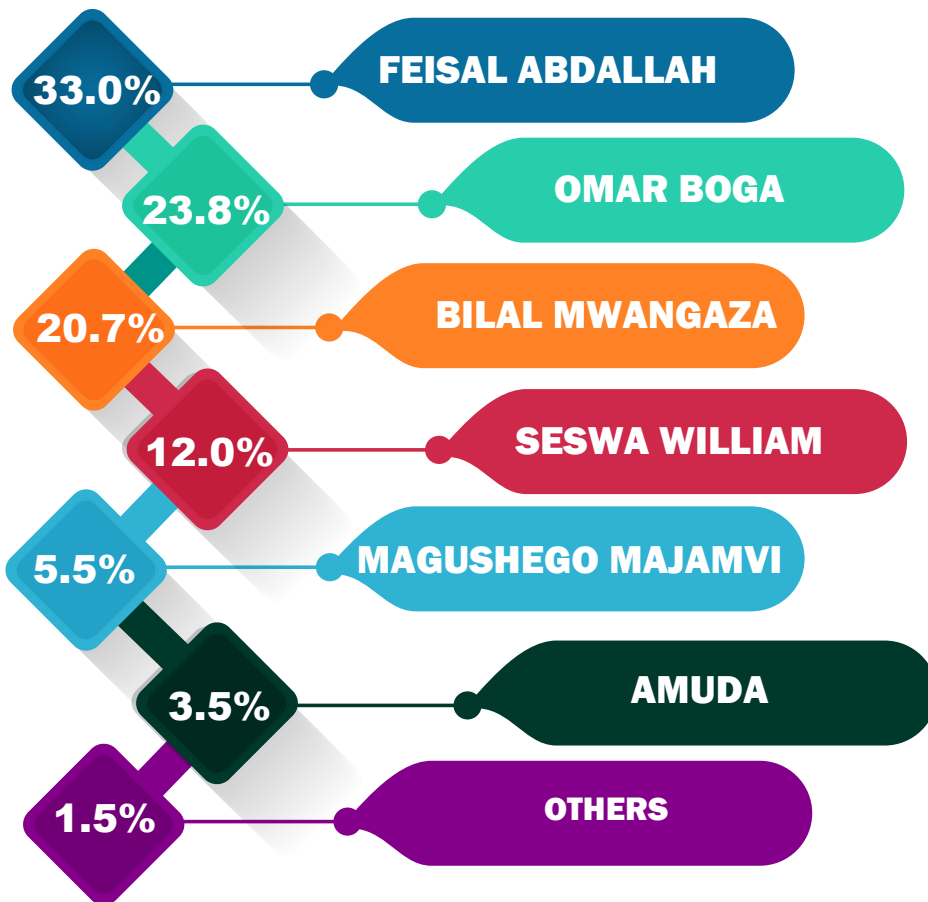 33.0%
FEISAL ABDALLAH
23.8%
OMAR BOGA
20.7%
BILAL MWANGAZA
12.0%
SESWA WILLIAM
5.5%
MAGUSHEGO MAJAMVI
3.5%
AMUDA
1.5%
OTHERS